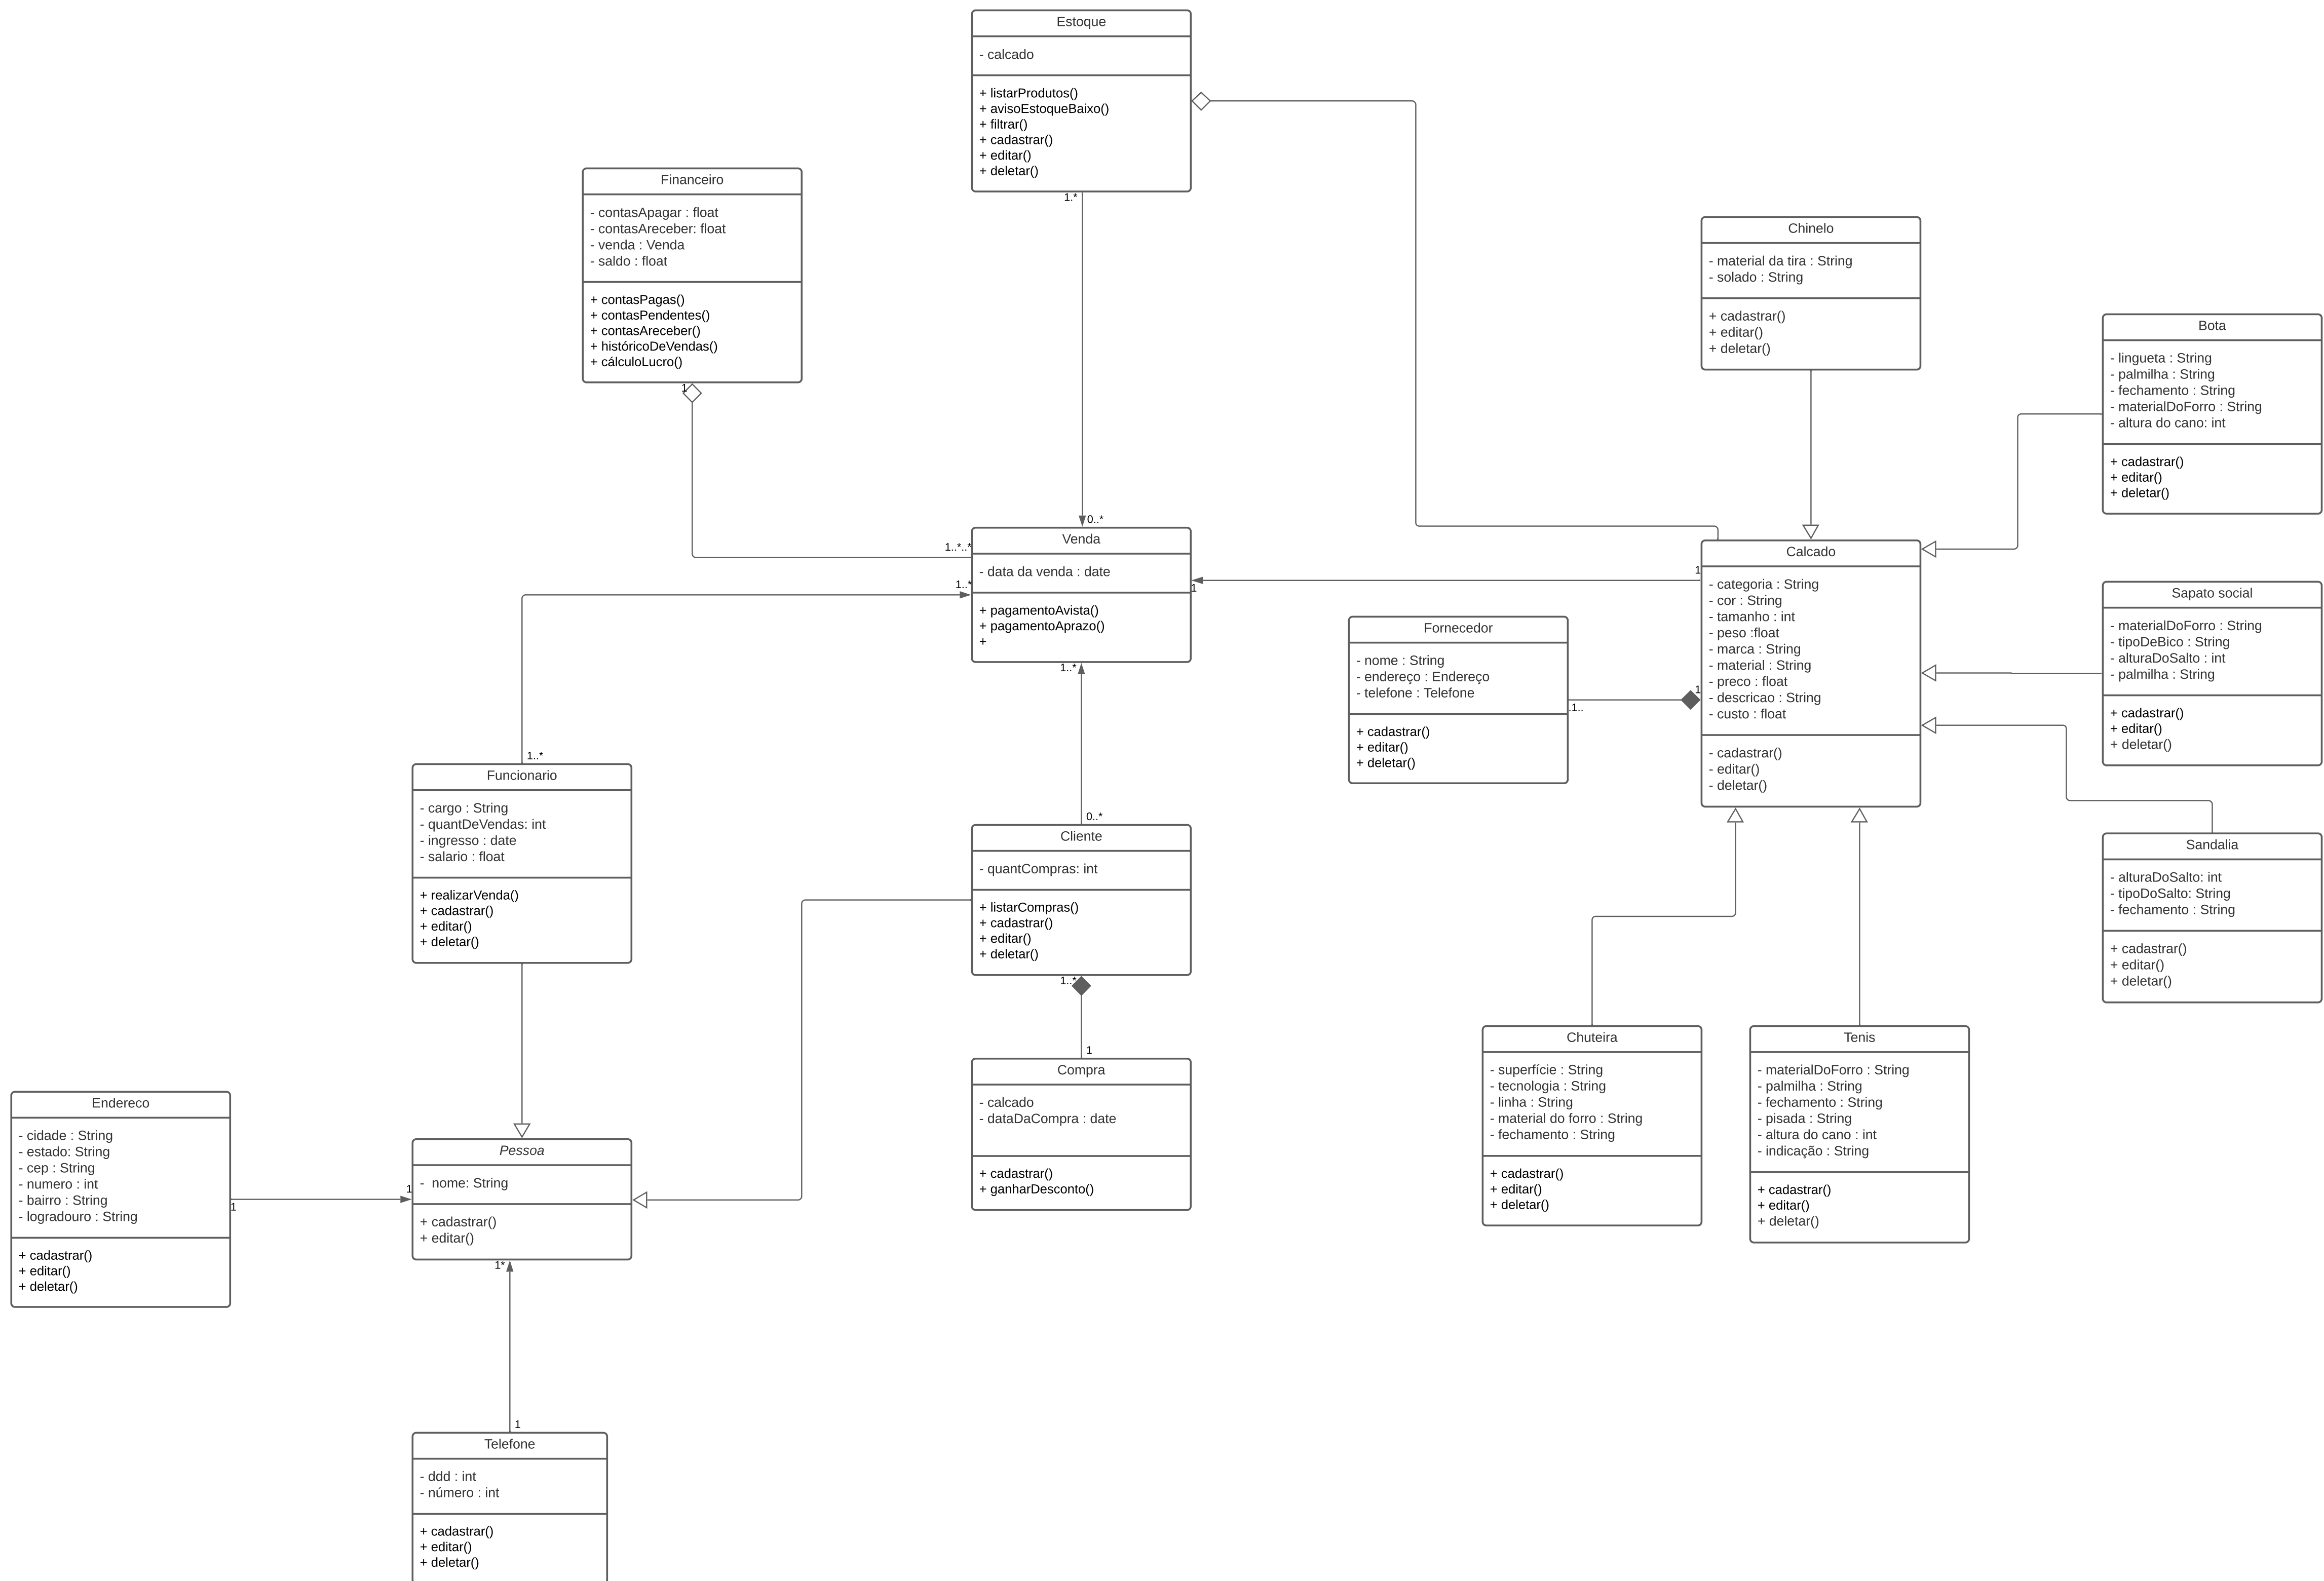 Estoque
- calcado
+ listarProdutos()
+ avisoEstoqueBaixo()
+ filtrar()
+ cadastrar()
+ editar()
+ deletar()
1.*
Financeiro
- contasApagar : float
- contasAreceber: float
- venda : Venda
- saldo : float
+ contasPagas()
+ contasPendentes()
+ contasAreceber()
+ históricoDeVendas()
+ cálculoLucro()
1
Chinelo
- material da tira : String
- solado : String
+ cadastrar()
+ editar()
+ deletar()
Bota
- lingueta : String
- palmilha : String
- fechamento : String
- materialDoForro : String
- altura do cano: int
+ cadastrar()
+ editar()
+ deletar()
0..*
1..*..*
1..*
Venda
- data da venda : date
+ pagamentoAvista()
+ pagamentoAprazo()
+
1
1..*
1
Calcado
- categoria : String
- cor : String
- tamanho : int
- peso :float
- marca : String
- material : String
- preco : float
- descricao : String
- custo : float
- cadastrar()
- editar()
- deletar()
1
Fornecedor
- nome : String
- endereço : Endereço
- telefone : Telefone
+ cadastrar()
+ editar()
+ deletar()
.1..
Sapato social
- materialDoForro : String
- tipoDeBico : String
- alturaDoSalto : int
- palmilha : String
+ cadastrar()
+ editar()
+ deletar()
1..*
Funcionario
- cargo : String
- quantDeVendas: int
- ingresso : date
- salario : float
+ realizarVenda()
+ cadastrar()
+ editar()
+ deletar()
0..*
Cliente
- quantCompras: int
+ listarCompras()
+ cadastrar()
+ editar()
+ deletar()
1..*
Sandalia
- alturaDoSalto: int
- tipoDoSalto: String
- fechamento : String
+ cadastrar()
+ editar()
+ deletar()
1
Compra
- calcado
- dataDaCompra : date
+ cadastrar()
+ ganharDesconto()
Chuteira
- superfície : String
- tecnologia : String
- linha : String
- material do forro : String
- fechamento : String
+ cadastrar()
+ editar()
+ deletar()
Tenis
- materialDoForro : String
- palmilha : String
- fechamento : String
- pisada : String
- altura do cano : int
- indicação : String
+ cadastrar()
+ editar()
+ deletar()
Endereco
- cidade : String
- estado: String
- cep : String
- numero : int
- bairro : String
- logradouro : String
+ cadastrar()
+ editar()
+ deletar()
1
1
Pessoa
-  nome: String
+ cadastrar()
+ editar()
1*
1
Telefone
- ddd : int
- número : int
+ cadastrar()
+ editar()
+ deletar()